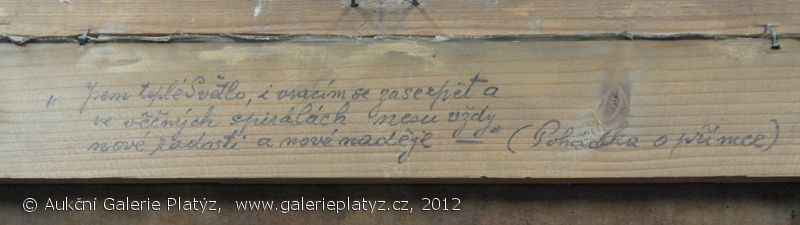 „ Jsem teplé Světlo, i vracím se zas zpět a
ve věčných spirálách nesu vždy
nové radosti a nové naděje — “ (Pohádka o přímce)
© Aukční Galerie Platýz, www.galerieplatyz.cz, 2012